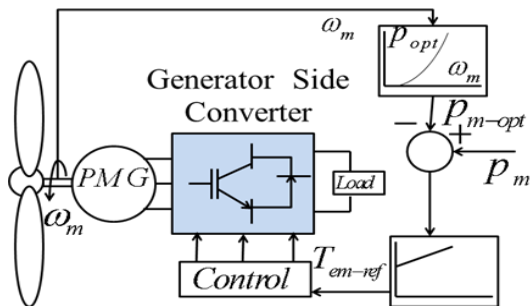 ω_m
p_opt
ω_m
Generator Side
Converter
p_m-opt
−
+
PMG
Load
p_m
ω_m
T_em-ref
Control